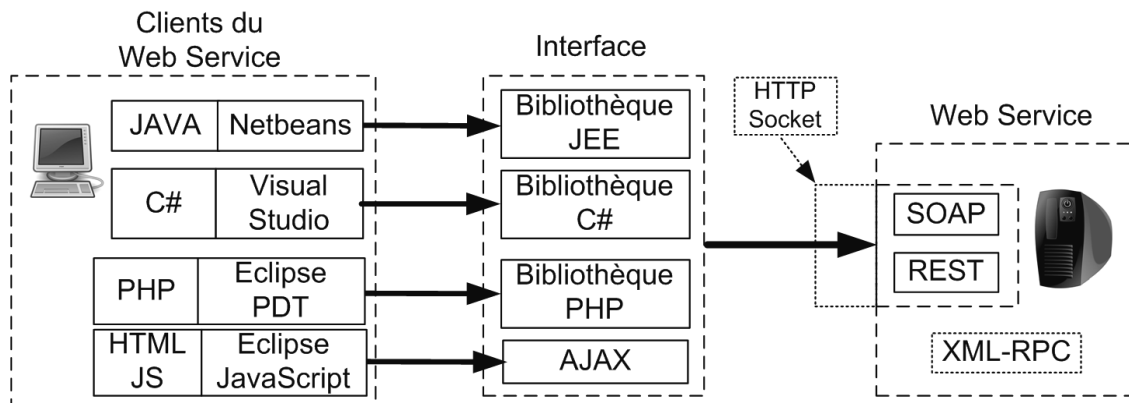 Clients du
Web Service
JAVA
Netbeans
C#
Visual
Studio
PHP
Eclipse
PDT
HTML
JS
Eclipse
JavaScript
Interface
Bibliothèque
JEE
Bibliothèque
C#
Bibliothèque
PHP
AJAX
HTTP
Socket
Web Service
SOAP
REST
XML-RPC